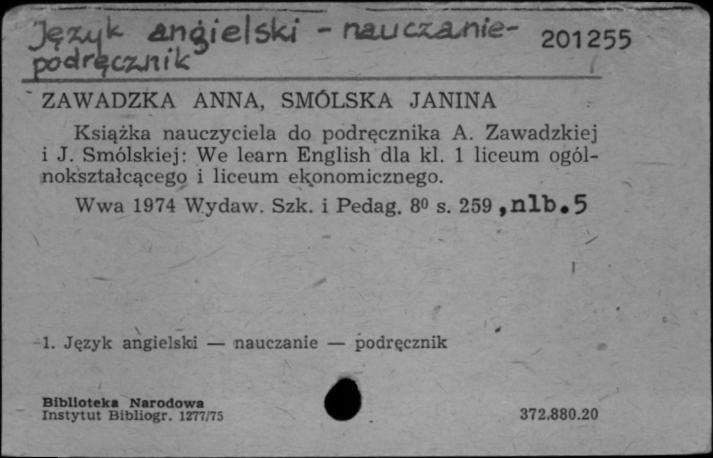 Język angielski - nauczanie-
podręcznik
201255
ZAWADZKA ANNA, SMÓLSKA JANINA
Książka nauczyciela do podręcznika A. Zawadzkiej
i J. Smólskiej: We learn English dla kl. 1 liceum ogól-
nokształcącego i liceum ekonomicznego.
Wwa 1974 Wydaw. Szk. i Pedag. 8⁰ s. 259 ,nlb.5
1. Język angielski — nauczanie — podręcznik
Biblioteka Narodowa
Instytut Bibliogr. 1277/75
372.880.20